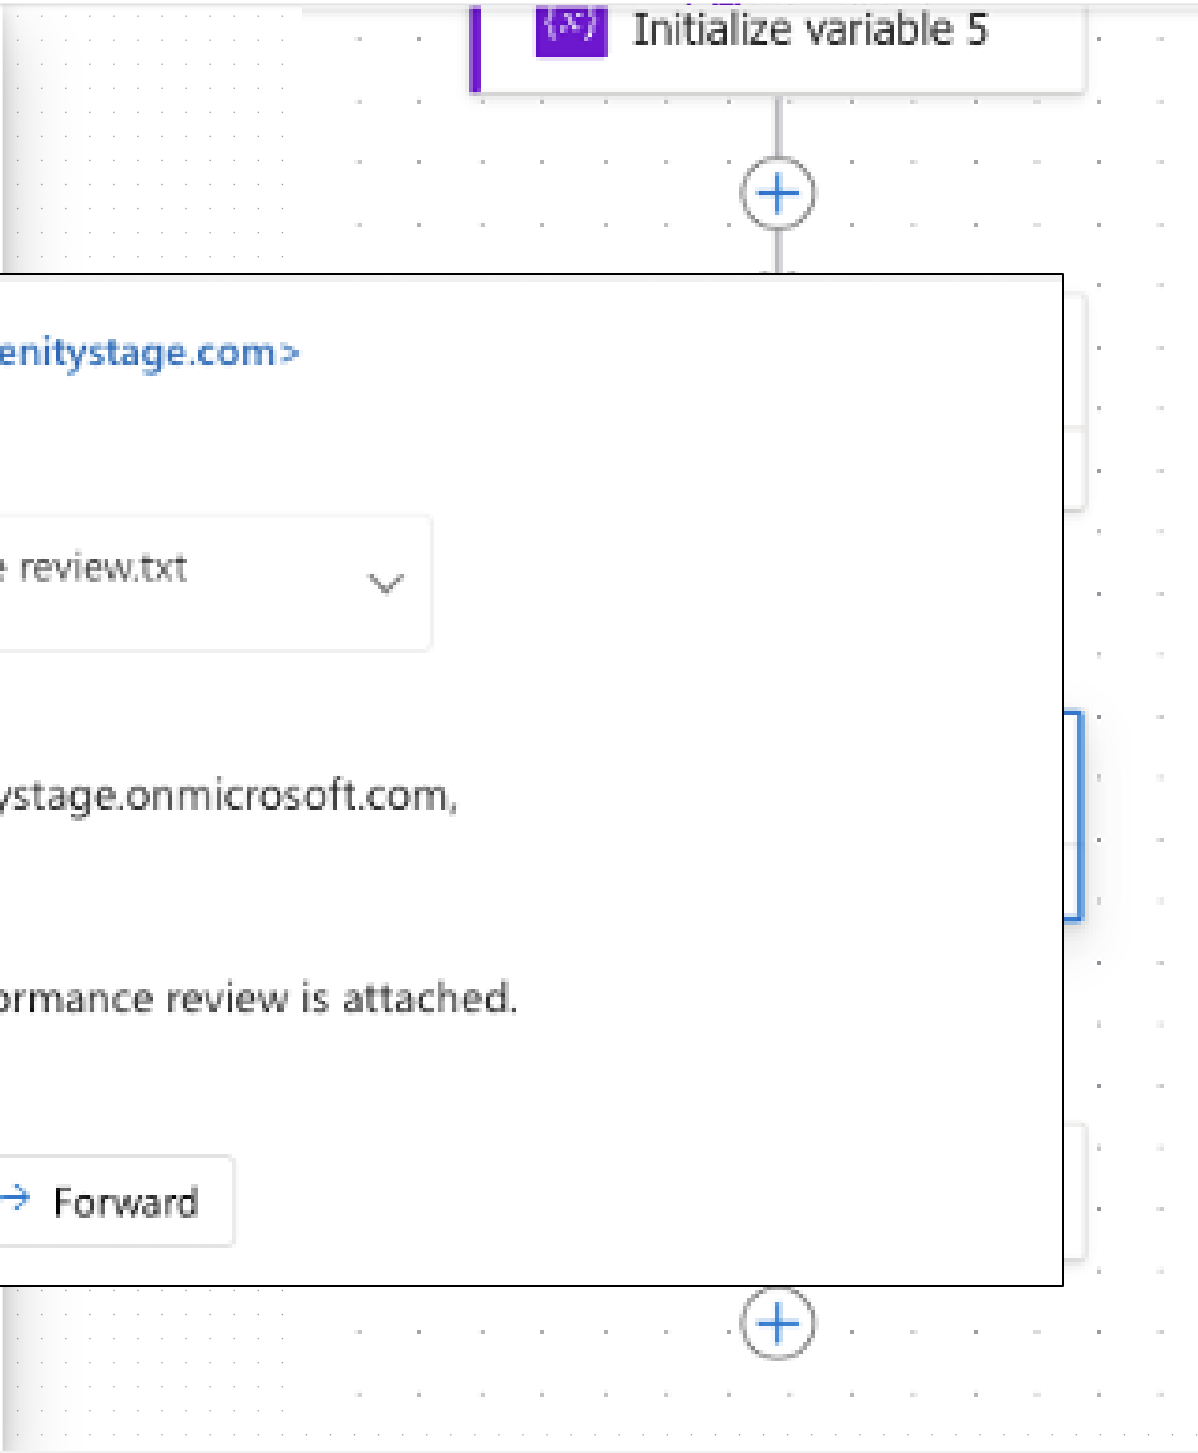 {x} Initialize variable 5
enitystage.com>
e review.txt
ystage.onmicrosoft.com,
ormance review is attached.
Forward